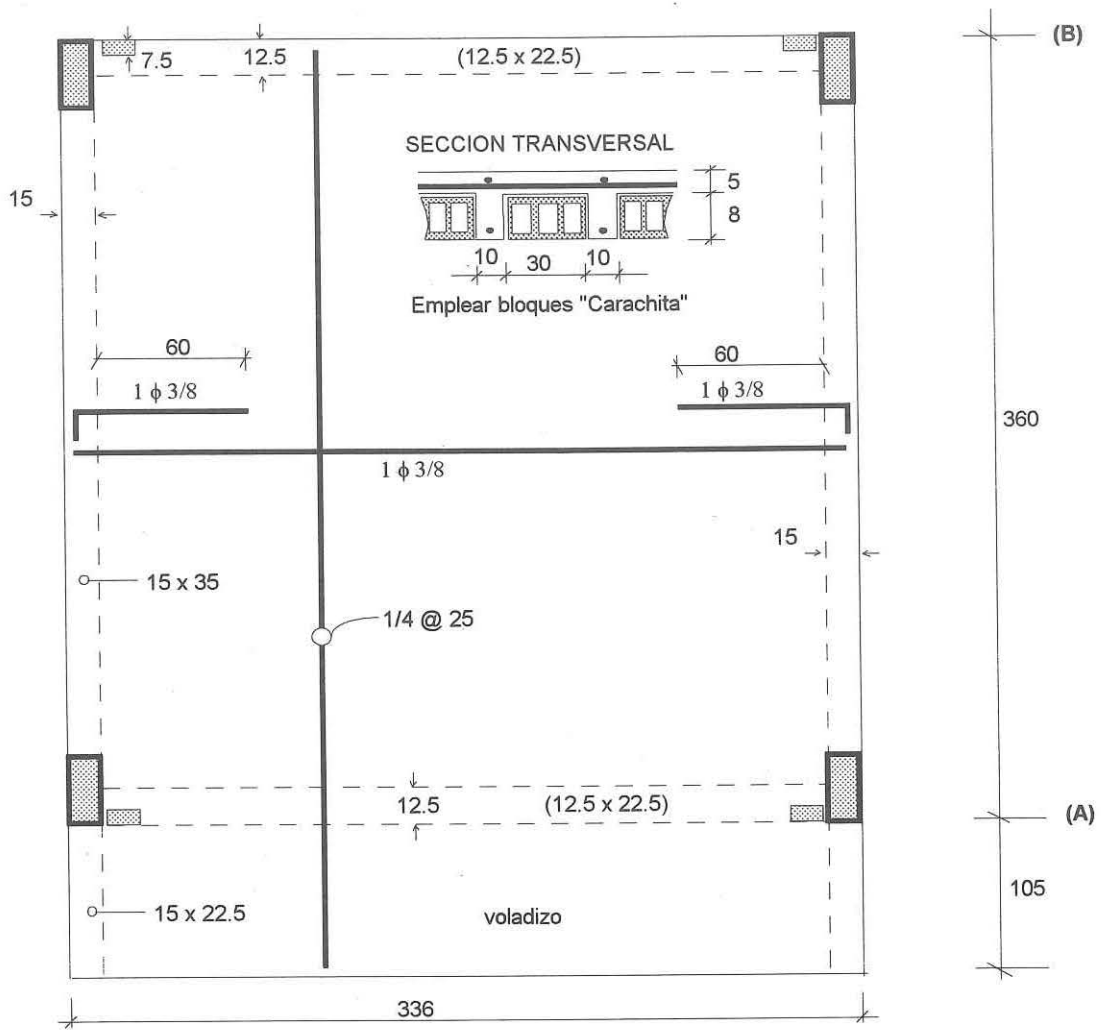 (B)
7.5
12.5
(12.5 x 22.5)
SECCION TRANSVERSAL
5
8
15
10
30
10
Emplear bloques "Carachita"
60
60
1 ϕ 3/8
1 ϕ 3/8
360
1 ϕ 3/8
15
15 x 35
1/4 @ 25
12.5
(12.5 x 22.5)
(A)
105
15 x 22.5
voladizo
336